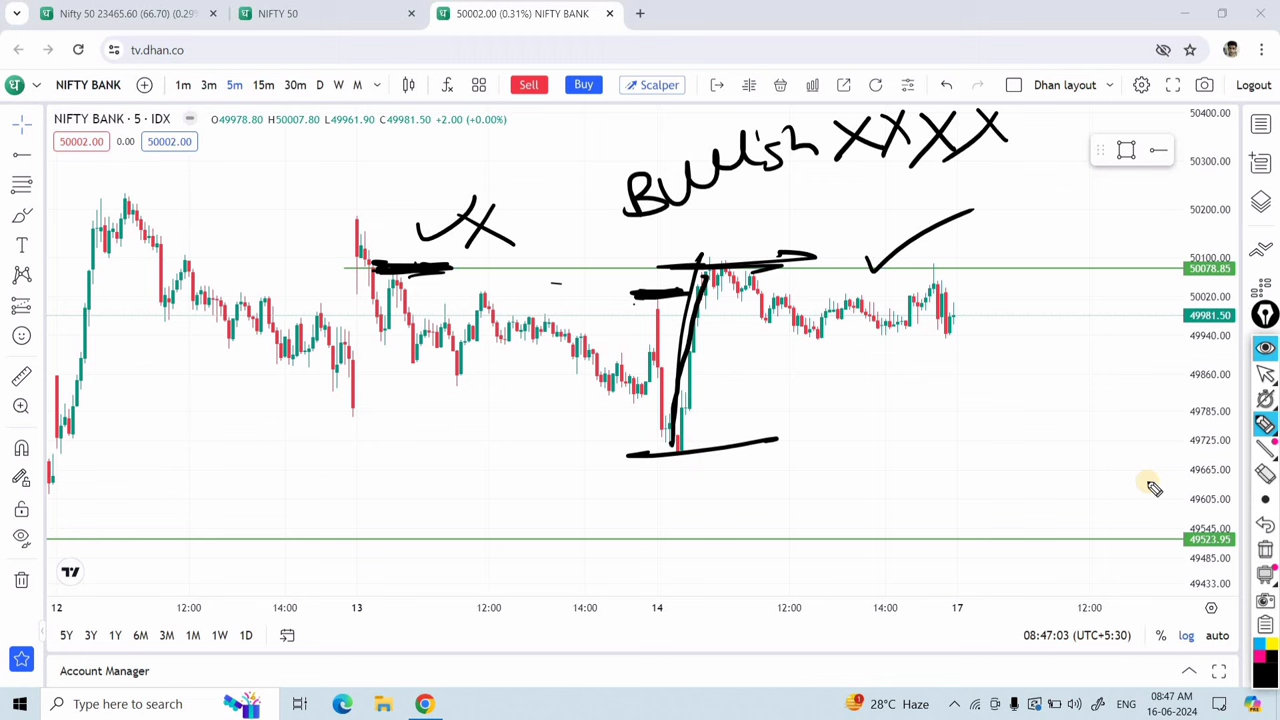 Nifty 50 23465.60 (66.70) (0.29%
NIFTY 50
50002.00 (0.31%) NIFTY BANK
tv.dhan.co
NIFTY BANK
1m 3m 5m 15m 30m D W M
Sell
Buy
Scalper
Dhan layout
Logout
NIFTY BANK · 5 · IDX
O49978.80 H50007.80 L49961.90 C49981.50 +2.00 (+0.00%)
50002.00
0.00
50002.00
Bullish XXXX
50400.00
50300.00
50200.00
50100.00
50078.85
50020.00
49981.50
49940.00
49860.00
49785.00
49725.00
49665.00
49605.00
49545.00
49523.95
49485.00
49433.00
12 12:00 14:00 13 12:00 14:00 14 12:00 14:00 17 12:00
5Y 3Y 1Y 6M 3M 1M 1W 1D
08:47:03 (UTC+5:30)
% log auto
Account Manager
Type here to search
28°C Haze
ENG
08:47 AM
16-06-2024